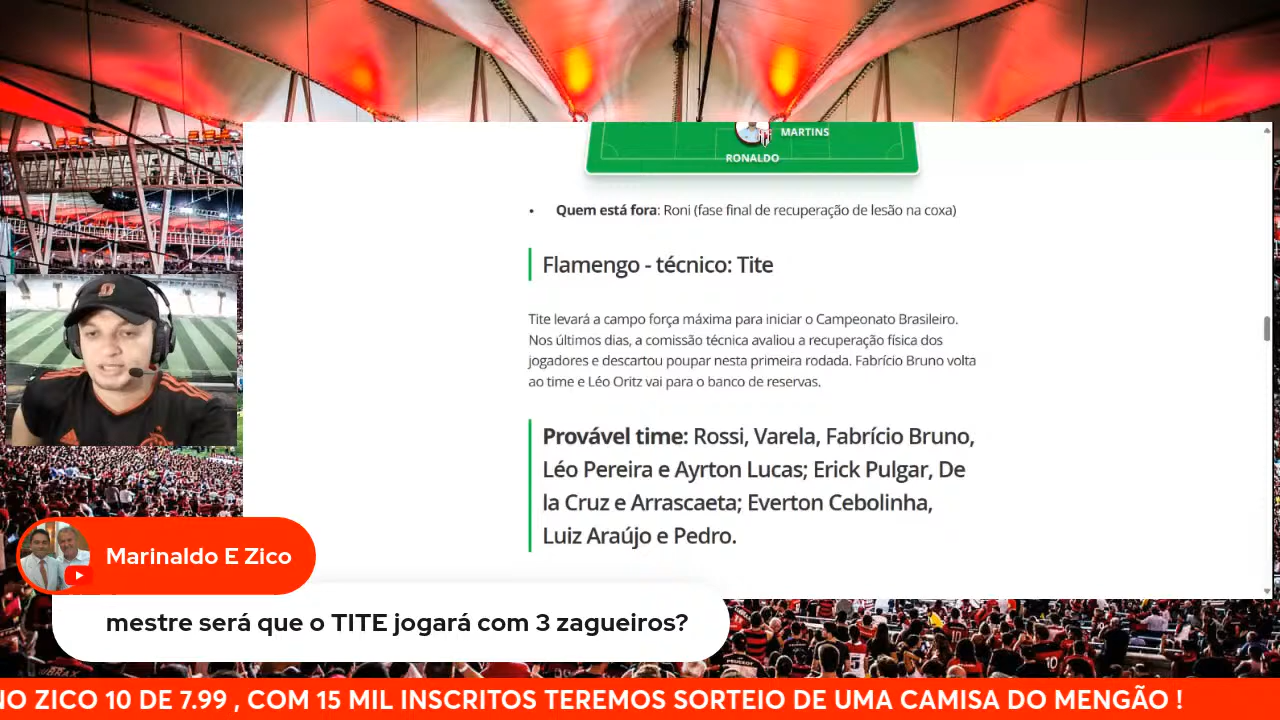 MARTINS
RONALDO
• Quem está fora: Roni (fase final de recuperação de lesão na coxa)
Flamengo - técnico: Tite
Tite levará a campo força máxima para iniciar o Campeonato Brasileiro.
Nos últimos dias, a comissão técnica avaliou a recuperação física dos
jogadores e descartou poupar nesta primeira rodada. Fabrício Bruno volta
ao time e Léo Oritz vai para o banco de reservas.
Provável time: Rossi, Varela, Fabrício Bruno,
Léo Pereira e Ayrton Lucas; Erick Pulgar, De
la Cruz e Arrascaeta; Everton Cebolinha,
Luiz Araújo e Pedro.
Marinaldo E Zico
mestre será que o TITE jogará com 3 zagueiros?
NO ZICO 10 DE 7.99 , COM 15 MIL INSCRITOS TEREMOS SORTEIO DE UMA CAMISA DO MENGÃO !